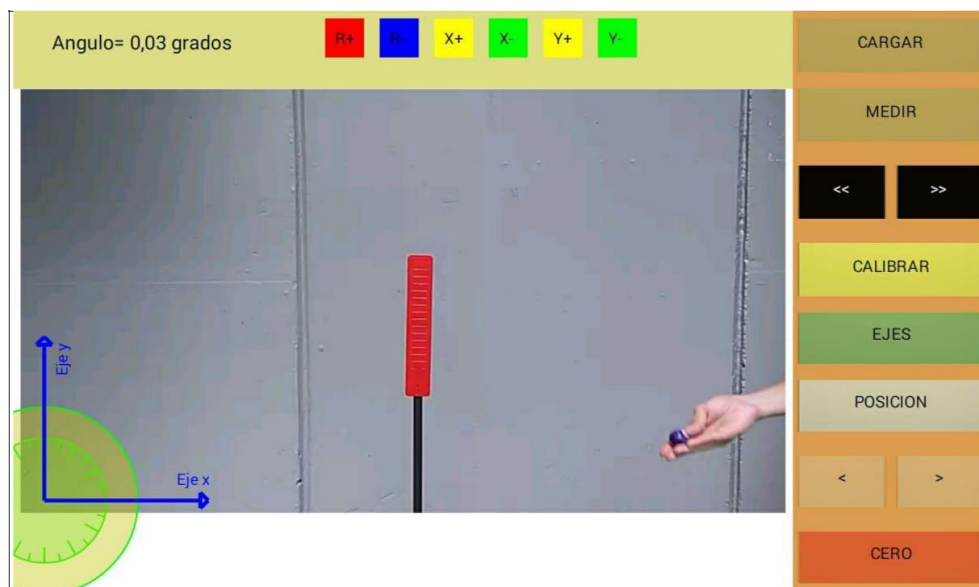 Angulo= 0,03 grados
R+
R-
X+
X-
Y+
Y-
CARGAR
MEDIR
<<
>>
CALIBRAR
EJES
POSICION
<
>
CERO
Eje y
Eje x